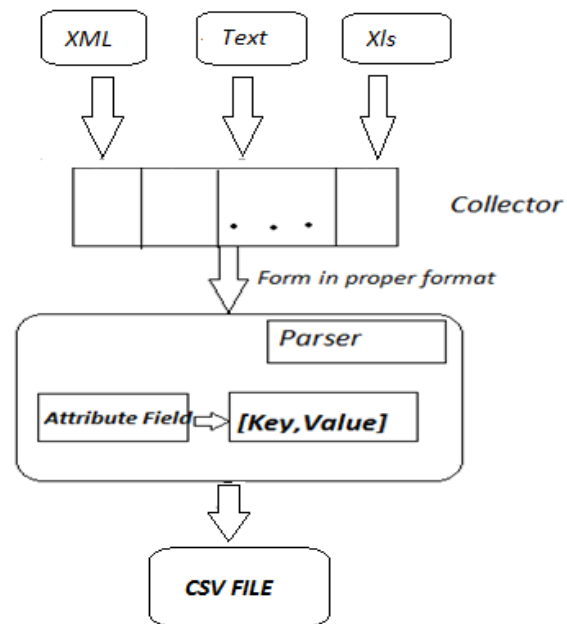 XML Text Xls
. . .
Collector
Form in proper format
Parser
Attribute Field [Key,Value]
CSV FILE